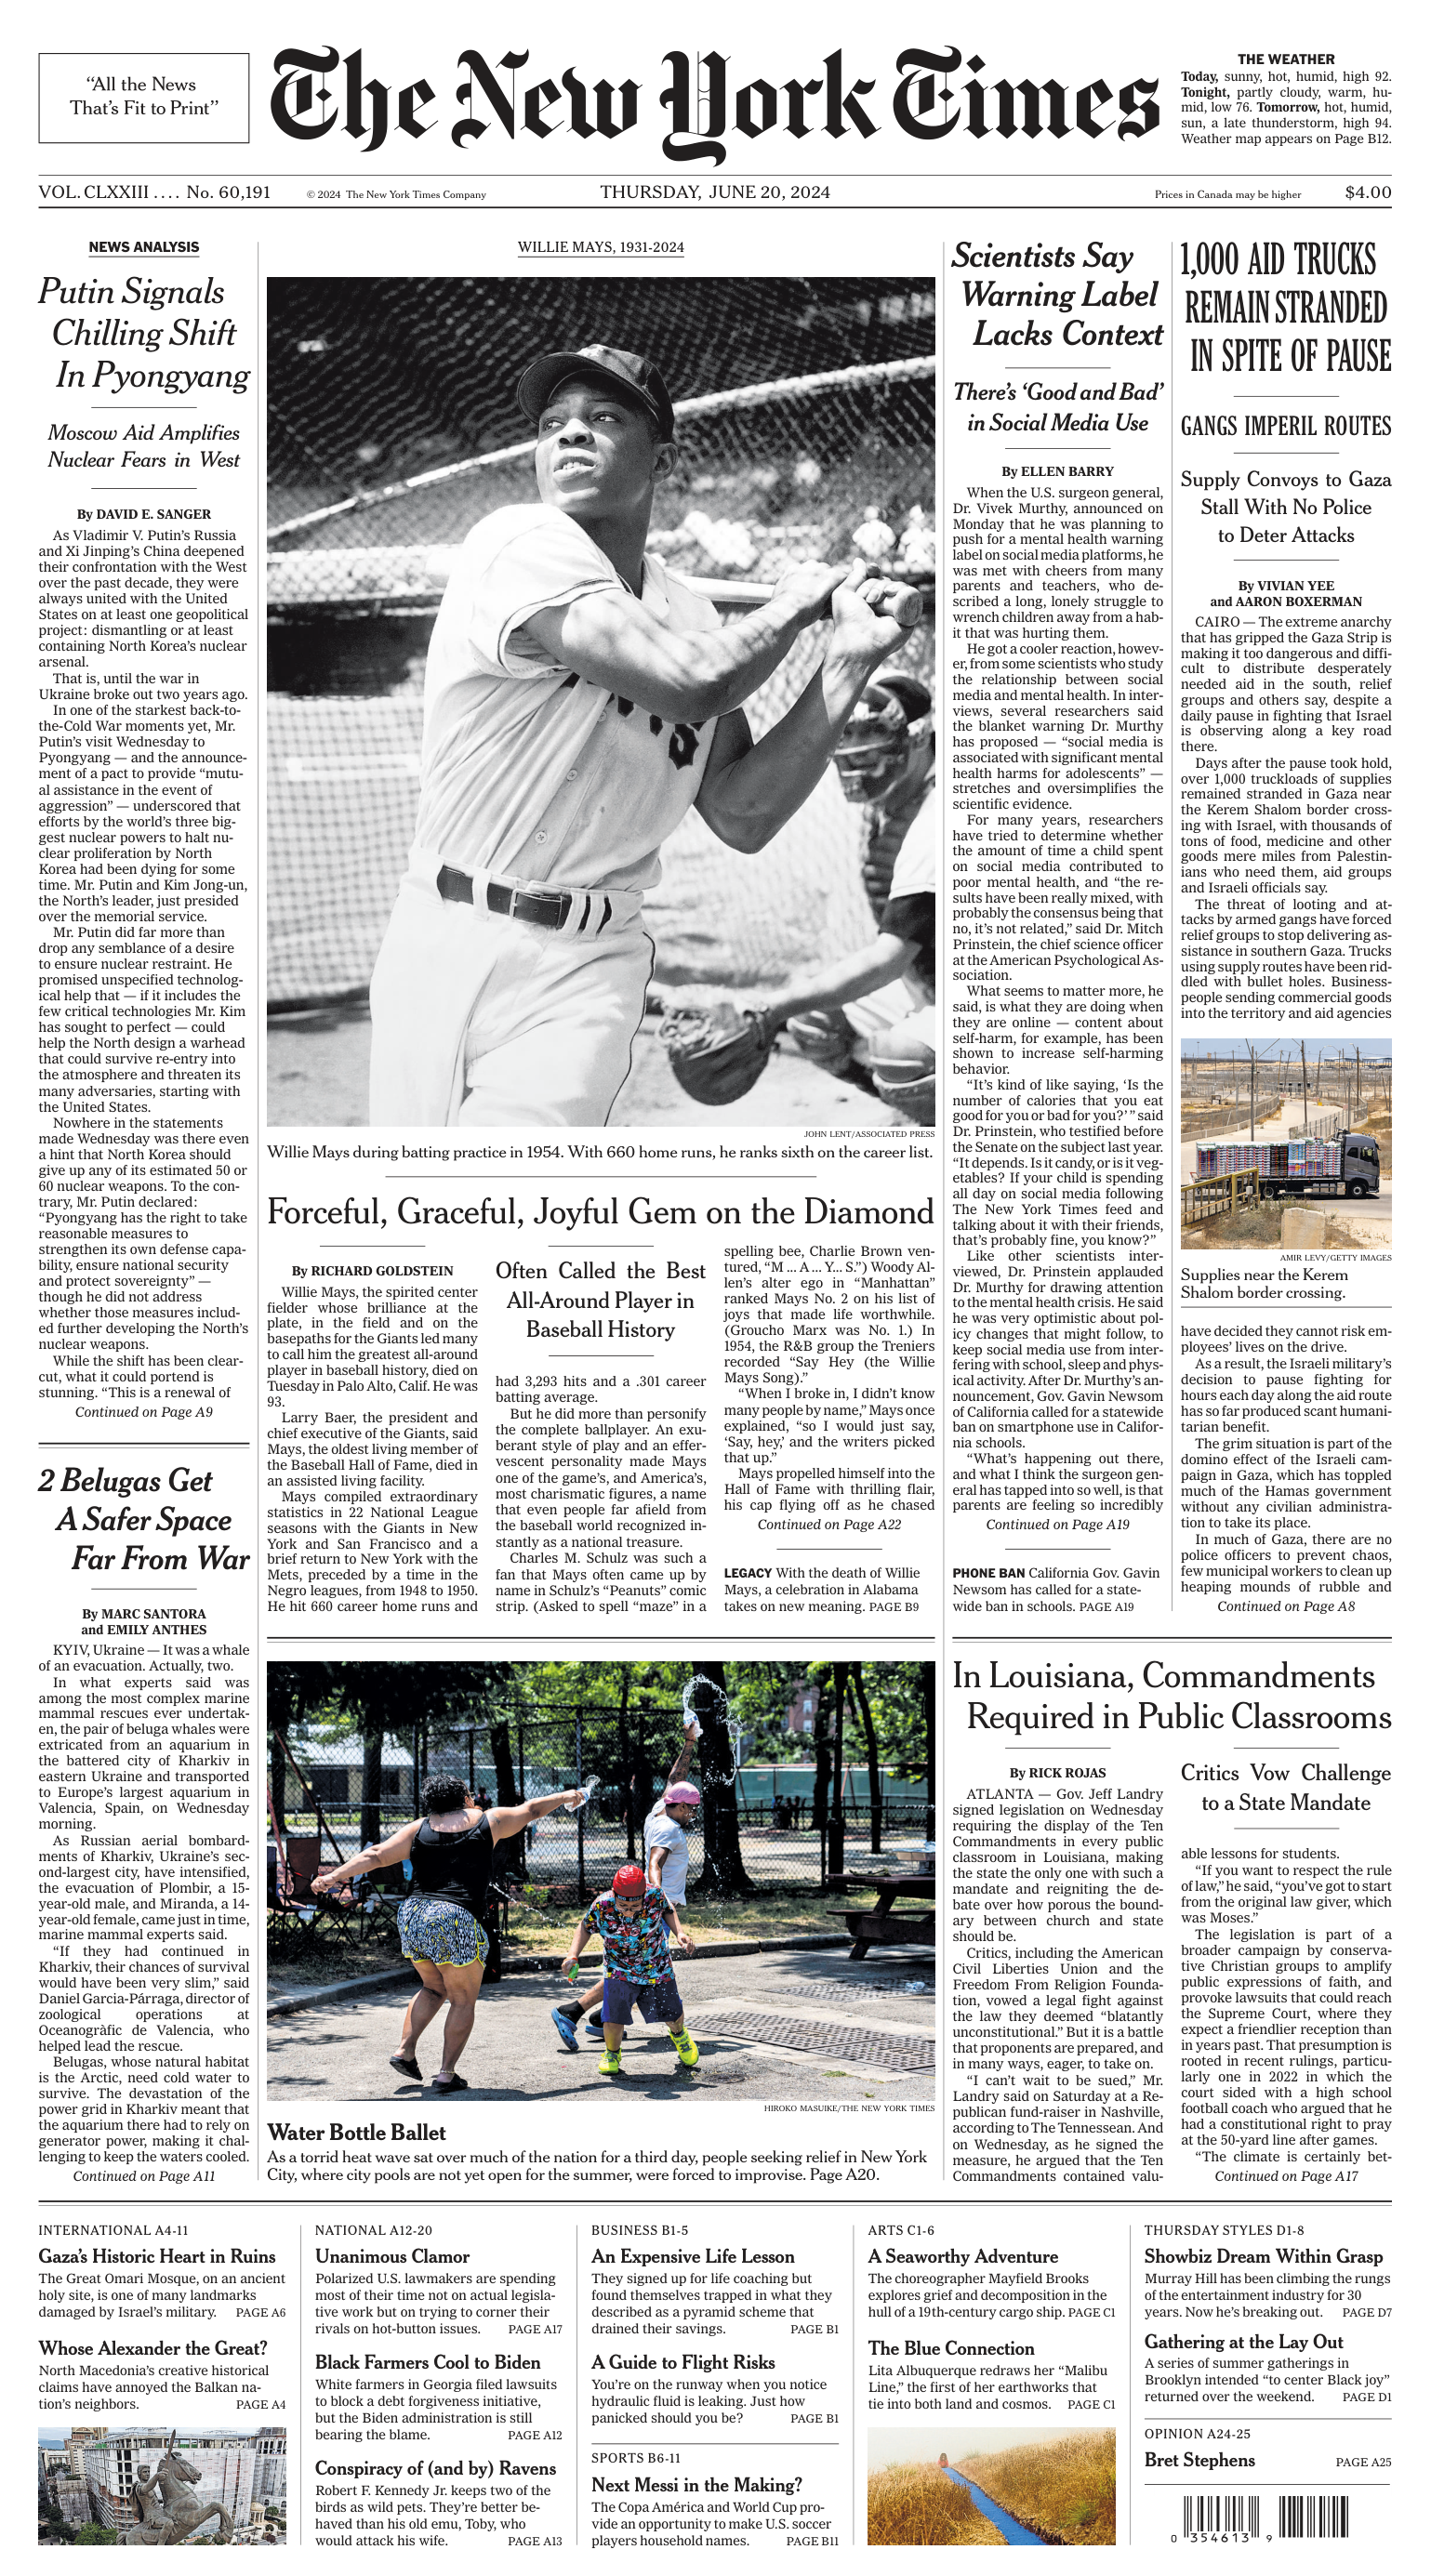 “All the News
That’s Fit to Print”
The New York Times
THE WEATHER
Today, sunny, hot, humid, high 92.
Tonight, partly cloudy, warm, hu-
mid, low 76. Tomorrow, hot, humid,
sun, a late thunderstorm, high 94.
Weather map appears on Page B12.
VOL. CLXXIII .... No. 60,191
© 2024 The New York Times Company
THURSDAY, JUNE 20, 2024
Prices in Canada may be higher
$4.00
NEWS ANALYSIS
Putin Signals
Chilling Shift
In Pyongyang
Moscow Aid Amplifies
Nuclear Fears in West
By DAVID E. SANGER
As Vladimir V. Putin’s Russia
and Xi Jinping’s China deepened
their confrontation with the West
over the past decade, they were
always united with the United
States on at least one geopolitical
project: dismantling or at least
containing North Korea’s nuclear
arsenal.
That is, until the war in
Ukraine broke out two years ago.
In one of the starkest back-to-
the-Cold War moments yet, Mr.
Putin’s visit Wednesday to
Pyongyang — and the announce-
ment of a pact to provide “mutu-
al assistance in the event of
aggression” — underscored that
efforts by the world’s three big-
gest nuclear powers to halt nu-
clear proliferation by North
Korea had been dying for some
time. Mr. Putin and Kim Jong-un,
the North’s leader, just presided
over the memorial service.
Mr. Putin did far more than
drop any semblance of a desire
to ensure nuclear restraint. He
promised unspecified technolog-
ical help that — if it includes the
few critical technologies Mr. Kim
has sought to perfect — could
help the North design a warhead
that could survive re-entry into
the atmosphere and threaten its
many adversaries, starting with
the United States.
Nowhere in the statements
made Wednesday was there even
a hint that North Korea should
give up any of its estimated 50 or
60 nuclear weapons. To the con-
trary, Mr. Putin declared:
“Pyongyang has the right to take
reasonable measures to
strengthen its own defense capa-
bility, ensure national security
and protect sovereignty” —
though he did not address
whether those measures includ-
ed further developing the North’s
nuclear weapons.
While the shift has been clear-
cut, what it could portend is
stunning. “This is a renewal of
Continued on Page A9
2 Belugas Get
A Safer Space
Far From War
By MARC SANTORA
and EMILY ANTHES
KYIV, Ukraine — It was a whale
of an evacuation. Actually, two.
In what experts said was
among the most complex marine
mammal rescues ever undertak-
en, the pair of beluga whales were
extricated from an aquarium in
the battered city of Kharkiv in
eastern Ukraine and transported
to Europe’s largest aquarium in
Valencia, Spain, on Wednesday
morning.
As Russian aerial bombard-
ments of Kharkiv, Ukraine’s sec-
ond-largest city, have intensified,
the evacuation of Plombir, a 15-
year-old male, and Miranda, a 14-
year-old female, came just in time,
marine mammal experts said.
“If they had continued in
Kharkiv, their chances of survival
would have been very slim,” said
Daniel Garcia-Párraga, director of
zoological operations at
Oceanogràfic de Valencia, who
helped lead the rescue.
Belugas, whose natural habitat
is the Arctic, need cold water to
survive. The devastation of the
power grid in Kharkiv meant that
the aquarium there had to rely on
generator power, making it chal-
lenging to keep the waters cooled.
Continued on Page A11
WILLIE MAYS, 1931-2024
JOHN LENT/ASSOCIATED PRESS
Willie Mays during batting practice in 1954. With 660 home runs, he ranks sixth on the career list.
Forceful, Graceful, Joyful Gem on the Diamond
By RICHARD GOLDSTEIN
Willie Mays, the spirited center
fielder whose brilliance at the
plate, in the field and on the
basepaths for the Giants led many
to call him the greatest all-around
player in baseball history, died on
Tuesday in Palo Alto, Calif. He was
93.
Larry Baer, the president and
chief executive of the Giants, said
Mays, the oldest living member of
the Baseball Hall of Fame, died in
an assisted living facility.
Mays compiled extraordinary
statistics in 22 National League
seasons with the Giants in New
York and San Francisco and a
brief return to New York with the
Mets, preceded by a time in the
Negro leagues, from 1948 to 1950.
He hit 660 career home runs and
Often Called the Best
All-Around Player in
Baseball History
had 3,293 hits and a .301 career
batting average.
But he did more than personify
the complete ballplayer. An exu-
berant style of play and an effer-
vescent personality made Mays
one of the game’s, and America’s,
most charismatic figures, a name
that even people far afield from
the baseball world recognized in-
stantly as a national treasure.
Charles M. Schulz was such a
fan that Mays often came up by
name in Schulz’s “Peanuts” comic
strip. (Asked to spell “maze” in a
spelling bee, Charlie Brown ven-
tured, “M ... A ... Y... S.”) Woody Al-
len’s alter ego in “Manhattan”
ranked Mays No. 2 on his list of
joys that made life worthwhile.
(Groucho Marx was No. 1.) In
1954, the R&B group the Treniers
recorded “Say Hey (the Willie
Mays Song).”
“When I broke in, I didn’t know
many people by name,” Mays once
explained, “so I would just say,
‘Say, hey,’ and the writers picked
that up.”
Mays propelled himself into the
Hall of Fame with thrilling flair,
his cap flying off as he chased
Continued on Page A22
LEGACY With the death of Willie
Mays, a celebration in Alabama
takes on new meaning. PAGE B9
HIROKO MASUIKE/THE NEW YORK TIMES
Water Bottle Ballet
As a torrid heat wave sat over much of the nation for a third day, people seeking relief in New York
City, where city pools are not yet open for the summer, were forced to improvise. Page A20.
Scientists Say
Warning Label
Lacks Context
There’s ‘Good and Bad’
in Social Media Use
By ELLEN BARRY
When the U.S. surgeon general,
Dr. Vivek Murthy, announced on
Monday that he was planning to
push for a mental health warning
label on social media platforms, he
was met with cheers from many
parents and teachers, who de-
scribed a long, lonely struggle to
wrench children away from a hab-
it that was hurting them.
He got a cooler reaction, howev-
er, from some scientists who study
the relationship between social
media and mental health. In inter-
views, several researchers said
the blanket warning Dr. Murthy
has proposed — “social media is
associated with significant mental
health harms for adolescents” —
stretches and oversimplifies the
scientific evidence.
For many years, researchers
have tried to determine whether
the amount of time a child spent
on social media contributed to
poor mental health, and “the re-
sults have been really mixed, with
probably the consensus being that
no, it’s not related,” said Dr. Mitch
Prinstein, the chief science officer
at the American Psychological As-
sociation.
What seems to matter more, he
said, is what they are doing when
they are online — content about
self-harm, for example, has been
shown to increase self-harming
behavior.
“It’s kind of like saying, ‘Is the
number of calories that you eat
good for you or bad for you?’ ” said
Dr. Prinstein, who testified before
the Senate on the subject last year.
“It depends. Is it candy, or is it veg-
etables? If your child is spending
all day on social media following
The New York Times feed and
talking about it with their friends,
that’s probably fine, you know?”
Like other scientists inter-
viewed, Dr. Prinstein applauded
Dr. Murthy for drawing attention
to the mental health crisis. He said
he was very optimistic about pol-
icy changes that might follow, to
keep social media use from inter-
fering with school, sleep and phys-
ical activity. After Dr. Murthy’s an-
nouncement, Gov. Gavin Newsom
of California called for a statewide
ban on smartphone use in Califor-
nia schools.
“What’s happening out there,
and what I think the surgeon gen-
eral has tapped into so well, is that
parents are feeling so incredibly
Continued on Page A19
PHONE BAN California Gov. Gavin
Newsom has called for a state-
wide ban in schools. PAGE A19
1,000 AID TRUCKS
REMAIN STRANDED
IN SPITE OF PAUSE
GANGS IMPERIL ROUTES
Supply Convoys to Gaza
Stall With No Police
to Deter Attacks
By VIVIAN YEE
and AARON BOXERMAN
CAIRO — The extreme anarchy
that has gripped the Gaza Strip is
making it too dangerous and diffi-
cult to distribute desperately
needed aid in the south, relief
groups and others say, despite a
daily pause in fighting that Israel
is observing along a key road
there.
Days after the pause took hold,
over 1,000 truckloads of supplies
remained stranded in Gaza near
the Kerem Shalom border cross-
ing with Israel, with thousands of
tons of food, medicine and other
goods mere miles from Palestin-
ians who need them, aid groups
and Israeli officials say.
The threat of looting and at-
tacks by armed gangs have forced
relief groups to stop delivering as-
sistance in southern Gaza. Trucks
using supply routes have been rid-
dled with bullet holes. Business-
people sending commercial goods
into the territory and aid agencies
AMIR LEVY/GETTY IMAGES
Supplies near the Kerem
Shalom border crossing.
have decided they cannot risk em-
ployees’ lives on the drive.
As a result, the Israeli military’s
decision to pause fighting for
hours each day along the aid route
has so far produced scant humani-
tarian benefit.
The grim situation is part of the
domino effect of the Israeli cam-
paign in Gaza, which has toppled
much of the Hamas government
without any civilian administra-
tion to take its place.
In much of Gaza, there are no
police officers to prevent chaos,
few municipal workers to clean up
heaping mounds of rubble and
Continued on Page A8
In Louisiana, Commandments
Required in Public Classrooms
By RICK ROJAS
ATLANTA — Gov. Jeff Landry
signed legislation on Wednesday
requiring the display of the Ten
Commandments in every public
classroom in Louisiana, making
the state the only one with such a
mandate and reigniting the de-
bate over how porous the bound-
ary between church and state
should be.
Critics, including the American
Civil Liberties Union and the
Freedom From Religion Founda-
tion, vowed a legal fight against
the law they deemed “blatantly
unconstitutional.” But it is a battle
that proponents are prepared, and
in many ways, eager, to take on.
“I can’t wait to be sued,” Mr.
Landry said on Saturday at a Re-
publican fund-raiser in Nashville,
according to The Tennessean. And
on Wednesday, as he signed the
measure, he argued that the Ten
Commandments contained valu-
Critics Vow Challenge
to a State Mandate
able lessons for students.
“If you want to respect the rule
of law,” he said, “you’ve got to start
from the original law giver, which
was Moses.”
The legislation is part of a
broader campaign by conserva-
tive Christian groups to amplify
public expressions of faith, and
provoke lawsuits that could reach
the Supreme Court, where they
expect a friendlier reception than
in years past. That presumption is
rooted in recent rulings, particu-
larly one in 2022 in which the
court sided with a high school
football coach who argued that he
had a constitutional right to pray
at the 50-yard line after games.
“The climate is certainly bet-
Continued on Page A17
INTERNATIONAL A4-11
Gaza’s Historic Heart in Ruins
The Great Omari Mosque, on an ancient
holy site, is one of many landmarks
damaged by Israel’s military. PAGE A6
Whose Alexander the Great?
North Macedonia’s creative historical
claims have annoyed the Balkan na-
tion’s neighbors. PAGE A4
NATIONAL A12-20
Unanimous Clamor
Polarized U.S. lawmakers are spending
most of their time not on actual legisla-
tive work but on trying to corner their
rivals on hot-button issues. PAGE A17
Black Farmers Cool to Biden
White farmers in Georgia filed lawsuits
to block a debt forgiveness initiative,
but the Biden administration is still
bearing the blame. PAGE A12
Conspiracy of (and by) Ravens
Robert F. Kennedy Jr. keeps two of the
birds as wild pets. They’re better be-
haved than his old emu, Toby, who
would attack his wife. PAGE A13
BUSINESS B1-5
An Expensive Life Lesson
They signed up for life coaching but
found themselves trapped in what they
described as a pyramid scheme that
drained their savings. PAGE B1
A Guide to Flight Risks
You’re on the runway when you notice
hydraulic fluid is leaking. Just how
panicked should you be? PAGE B1
SPORTS B6-11
Next Messi in the Making?
The Copa América and World Cup pro-
vide an opportunity to make U.S. soccer
players household names. PAGE B11
ARTS C1-6
A Seaworthy Adventure
The choreographer Mayfield Brooks
explores grief and decomposition in the
hull of a 19th-century cargo ship. PAGE C1
The Blue Connection
Lita Albuquerque redraws her “Malibu
Line,” the first of her earthworks that
tie into both land and cosmos. PAGE C1
THURSDAY STYLES D1-8
Showbiz Dream Within Grasp
Murray Hill has been climbing the rungs
of the entertainment industry for 30
years. Now he’s breaking out. PAGE D7
Gathering at the Lay Out
A series of summer gatherings in
Brooklyn intended “to center Black joy”
returned over the weekend. PAGE D1
OPINION A24-25
Bret Stephens PAGE A25
0 354613 9